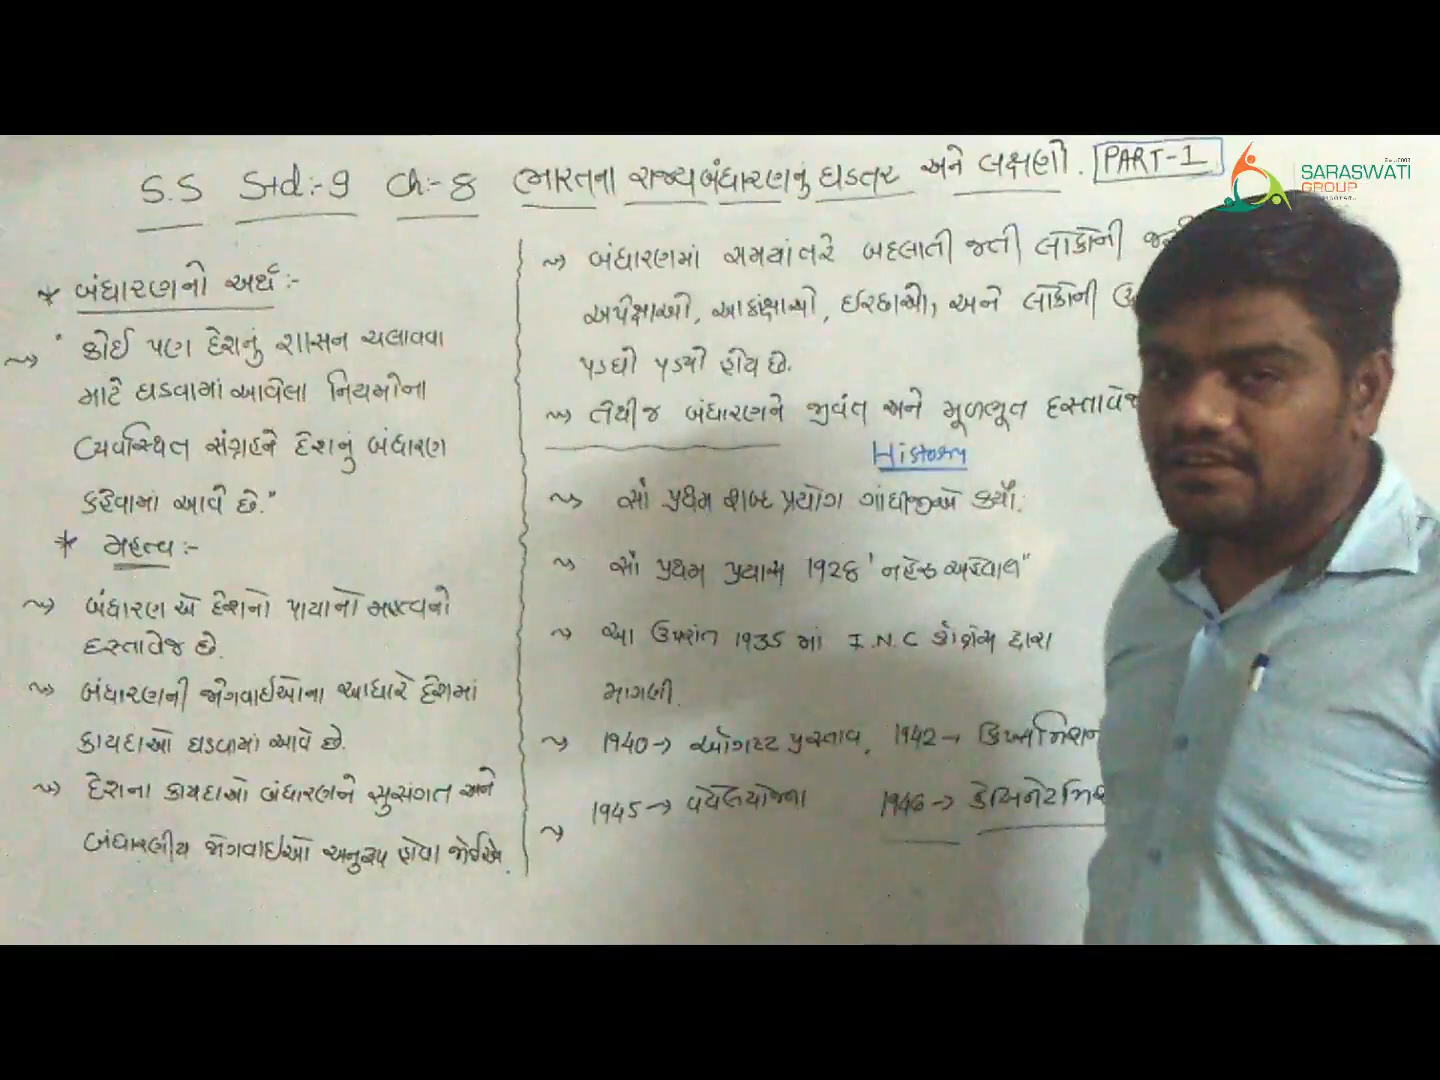 S.S Std:-9 Ch:-8 ભારતના રાજ્યબંધારણનું ઘડતર અને લક્ષણો. PART-1
SARASWATI
GROUP
* બંધારણનો અર્થ:-
"કોઈ પણ દેશનું શાસન ચલાવવા
માટે ઘડવામાં આવેલા નિયમોના
વ્યવસ્થિત સંગ્રહને દેશનું બંધારણ
કહેવામાં આવે છે."
* મહત્વ:-
બંધારણ એ દેશનો પાયાનો મહત્વનો
દસ્તાવેજ છે.
બંધારણની જોગવાઈઓના આધારે દેશમાં
કાયદાઓ ઘડવામાં આવે છે.
દેશના કાયદાઓ બંધારણને સુસંગત અને
બંધારણીય જોગવાઈઓ અનુરૂપ હોવા જોઈએ.
બંધારણમાં સમયાંતરે બદલાતી જતી લોકોની
અપેક્ષાઓ, આકાંક્ષાઓ, ઈચ્છાઓ, અને લોકોની
પડઘો પડ્યો હોય છે.
તેથી જ બંધારણને જીવંત અને મૂળભૂત દસ્તાવેજ
History
સૌ પ્રથમ શબ્દ પ્રયોગ ગાંધીજીએ કર્યો.
સૌ પ્રથમ પ્રયાસ 1928 'નહેરુ અહેવાલ"
આ ઉપરાંત 1935 માં I.N.C કોંગ્રેસ દ્વારા
માગણી.
1940→ ઓગસ્ટ પ્રસ્તાવ, 1942→ ક્રિપ્સ મિશન
1945→ વેવેલ યોજના 1946→ કેબિનેટ મિશ